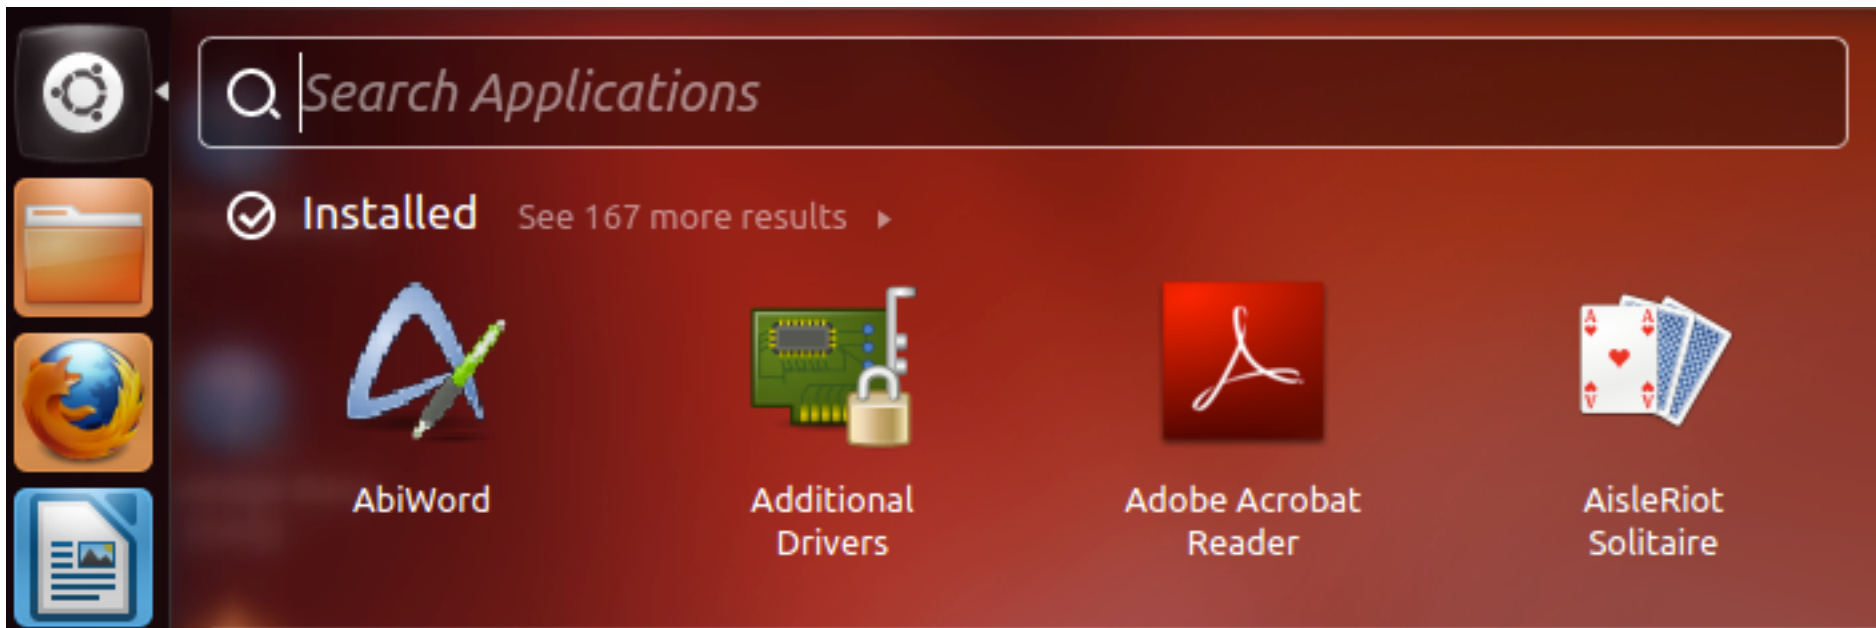 Search Applications
Installed See 167 more results
AbiWord
Additional
Drivers
Adobe Acrobat
Reader
AisleRiot
Solitaire